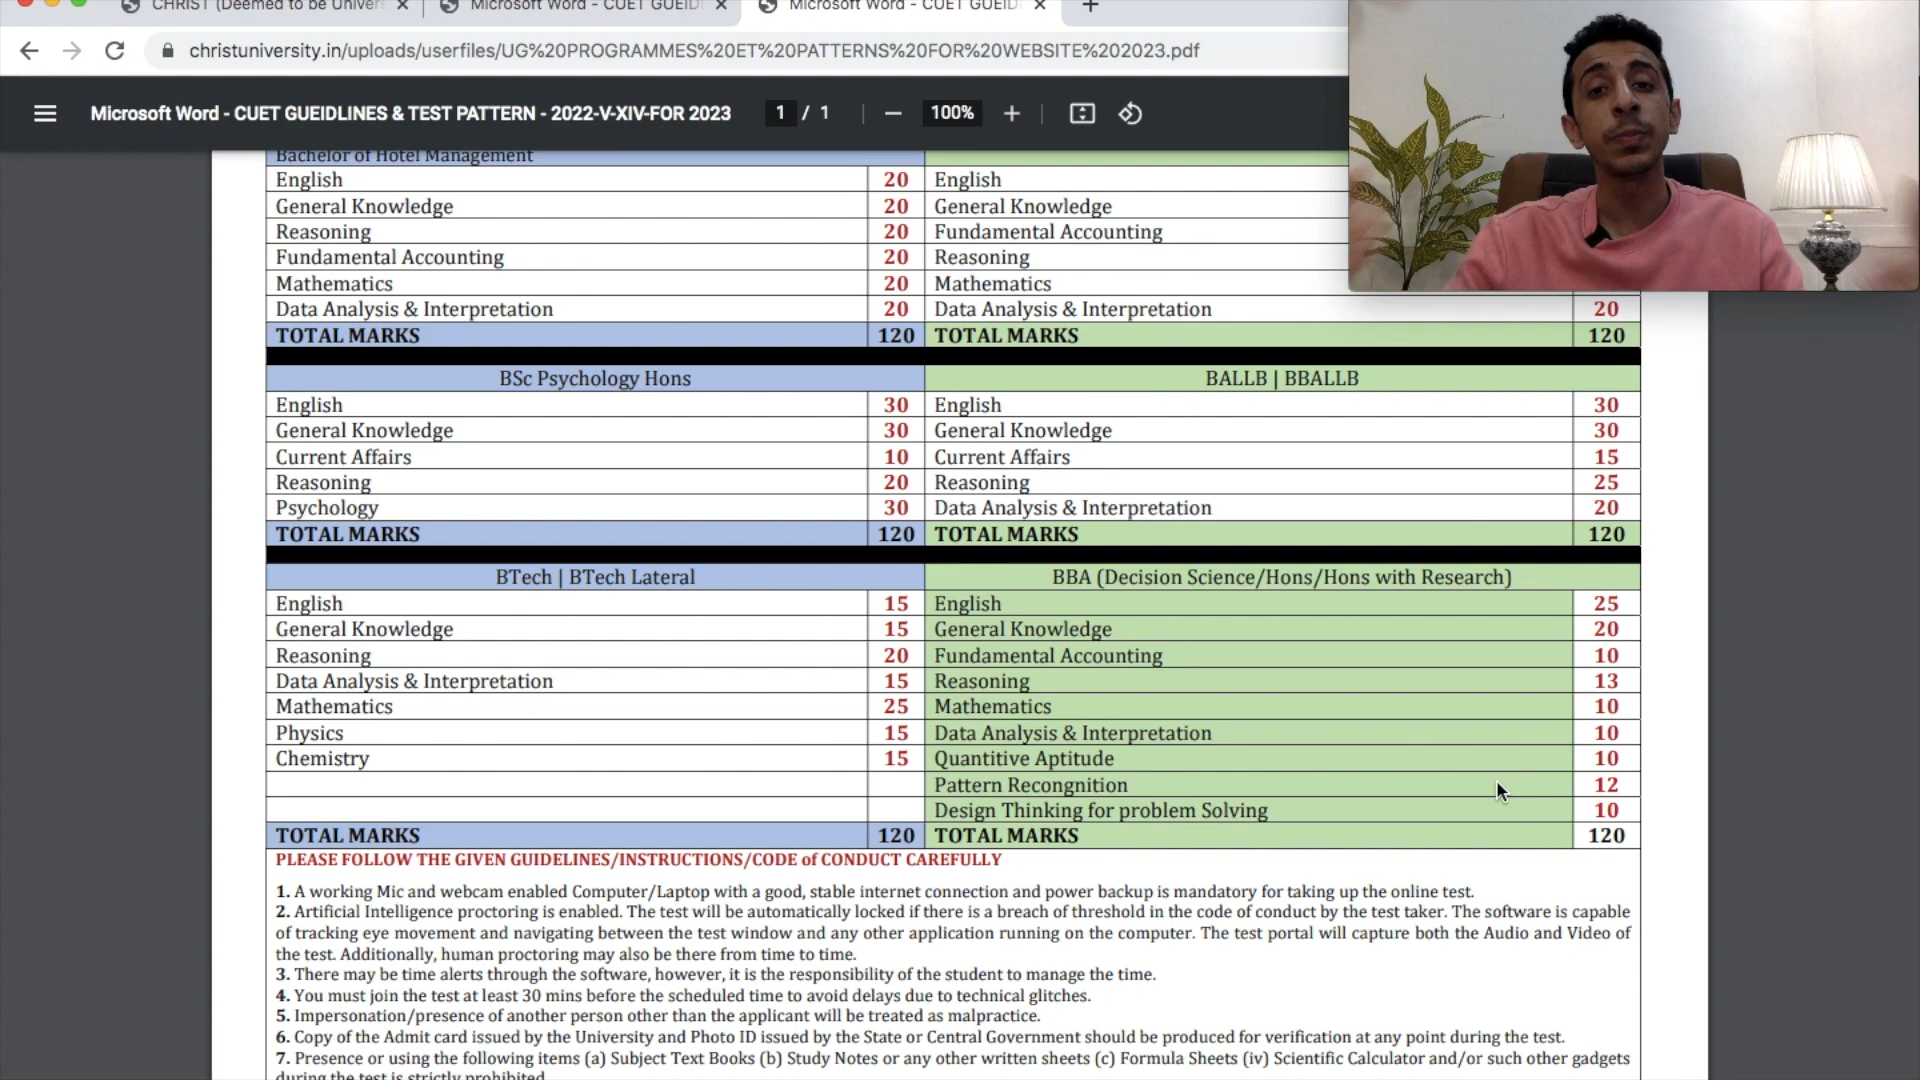 CHRIST (Deemed to be Univers
Microsoft Word - CUET GUEIDL
Microsoft Word - CUET GUEIDL
christuniversity.in/uploads/userfiles/UG%20PROGRAMMES%20ET%20PATTERNS%20FOR%20WEBSITE%202023.pdf
Microsoft Word - CUET GUEIDLINES & TEST PATTERN - 2022-V-XIV-FOR 2023 1 / 1 100%
Bachelor of Hotel Management
English 20 English
General Knowledge 20 General Knowledge
Reasoning 20 Fundamental Accounting
Fundamental Accounting 20 Reasoning
Mathematics 20 Mathematics
Data Analysis & Interpretation 20 Data Analysis & Interpretation 20
TOTAL MARKS 120 TOTAL MARKS 120
BSc Psychology Hons BALLB | BBALLB
English 30 English 30
General Knowledge 30 General Knowledge 30
Current Affairs 10 Current Affairs 15
Reasoning 20 Reasoning 25
Psychology 30 Data Analysis & Interpretation 20
TOTAL MARKS 120 TOTAL MARKS 120
BTech | BTech Lateral BBA (Decision Science/Hons/Hons with Research)
English 15 English 25
General Knowledge 15 General Knowledge 20
Reasoning 20 Fundamental Accounting 10
Data Analysis & Interpretation 15 Reasoning 13
Mathematics 25 Mathematics 10
Physics 15 Data Analysis & Interpretation 10
Chemistry 15 Quantitive Aptitude 10
Pattern Recongnition 12
Design Thinking for problem Solving 10
TOTAL MARKS 120 TOTAL MARKS 120
PLEASE FOLLOW THE GIVEN GUIDELINES/INSTRUCTIONS/CODE of CONDUCT CAREFULLY
1. A working Mic and webcam enabled Computer/Laptop with a good, stable internet connection and power backup is mandatory for taking up the online test.
2. Artificial Intelligence proctoring is enabled. The test will be automatically locked if there is a breach of threshold in the code of conduct by the test taker. The software is capable
of tracking eye movement and navigating between the test window and any other application running on the computer. The test portal will capture both the Audio and Video of
the test. Additionally, human proctoring may also be there from time to time.
3. There may be time alerts through the software, however, it is the responsibility of the student to manage the time.
4. You must join the test at least 30 mins before the scheduled time to avoid delays due to technical glitches.
5. Impersonation/presence of another person other than the applicant will be treated as malpractice.
6. Copy of the Admit card issued by the University and Photo ID issued by the State or Central Government should be produced for verification at any point during the test.
7. Presence or using the following items (a) Subject Text Books (b) Study Notes or any other written sheets (c) Formula Sheets (iv) Scientific Calculator and/or such other gadgets
during the test is strictly prohibited